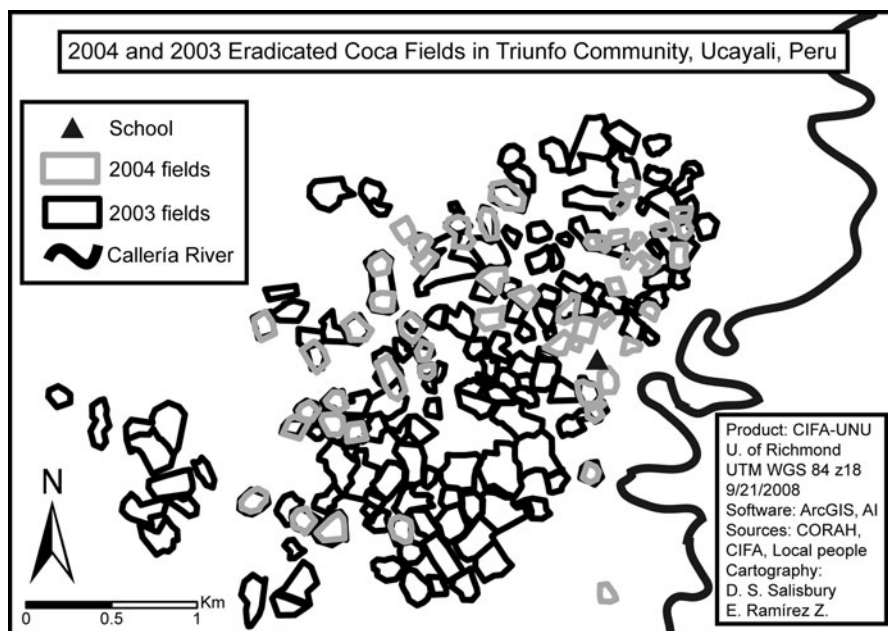 2004 and 2003 Eradicated Coca Fields in Triunfo Community, Ucayali, Peru
School
2004 fields
2003 fields
Callería River
N
Km
0 0.5 1
Product: CIFA-UNU
U. of Richmond
UTM WGS 84 z18
9/21/2008
Software: ArcGIS, AI
Sources: CORAH,
CIFA, Local people
Cartography:
D. S. Salisbury
E. Ramírez Z.